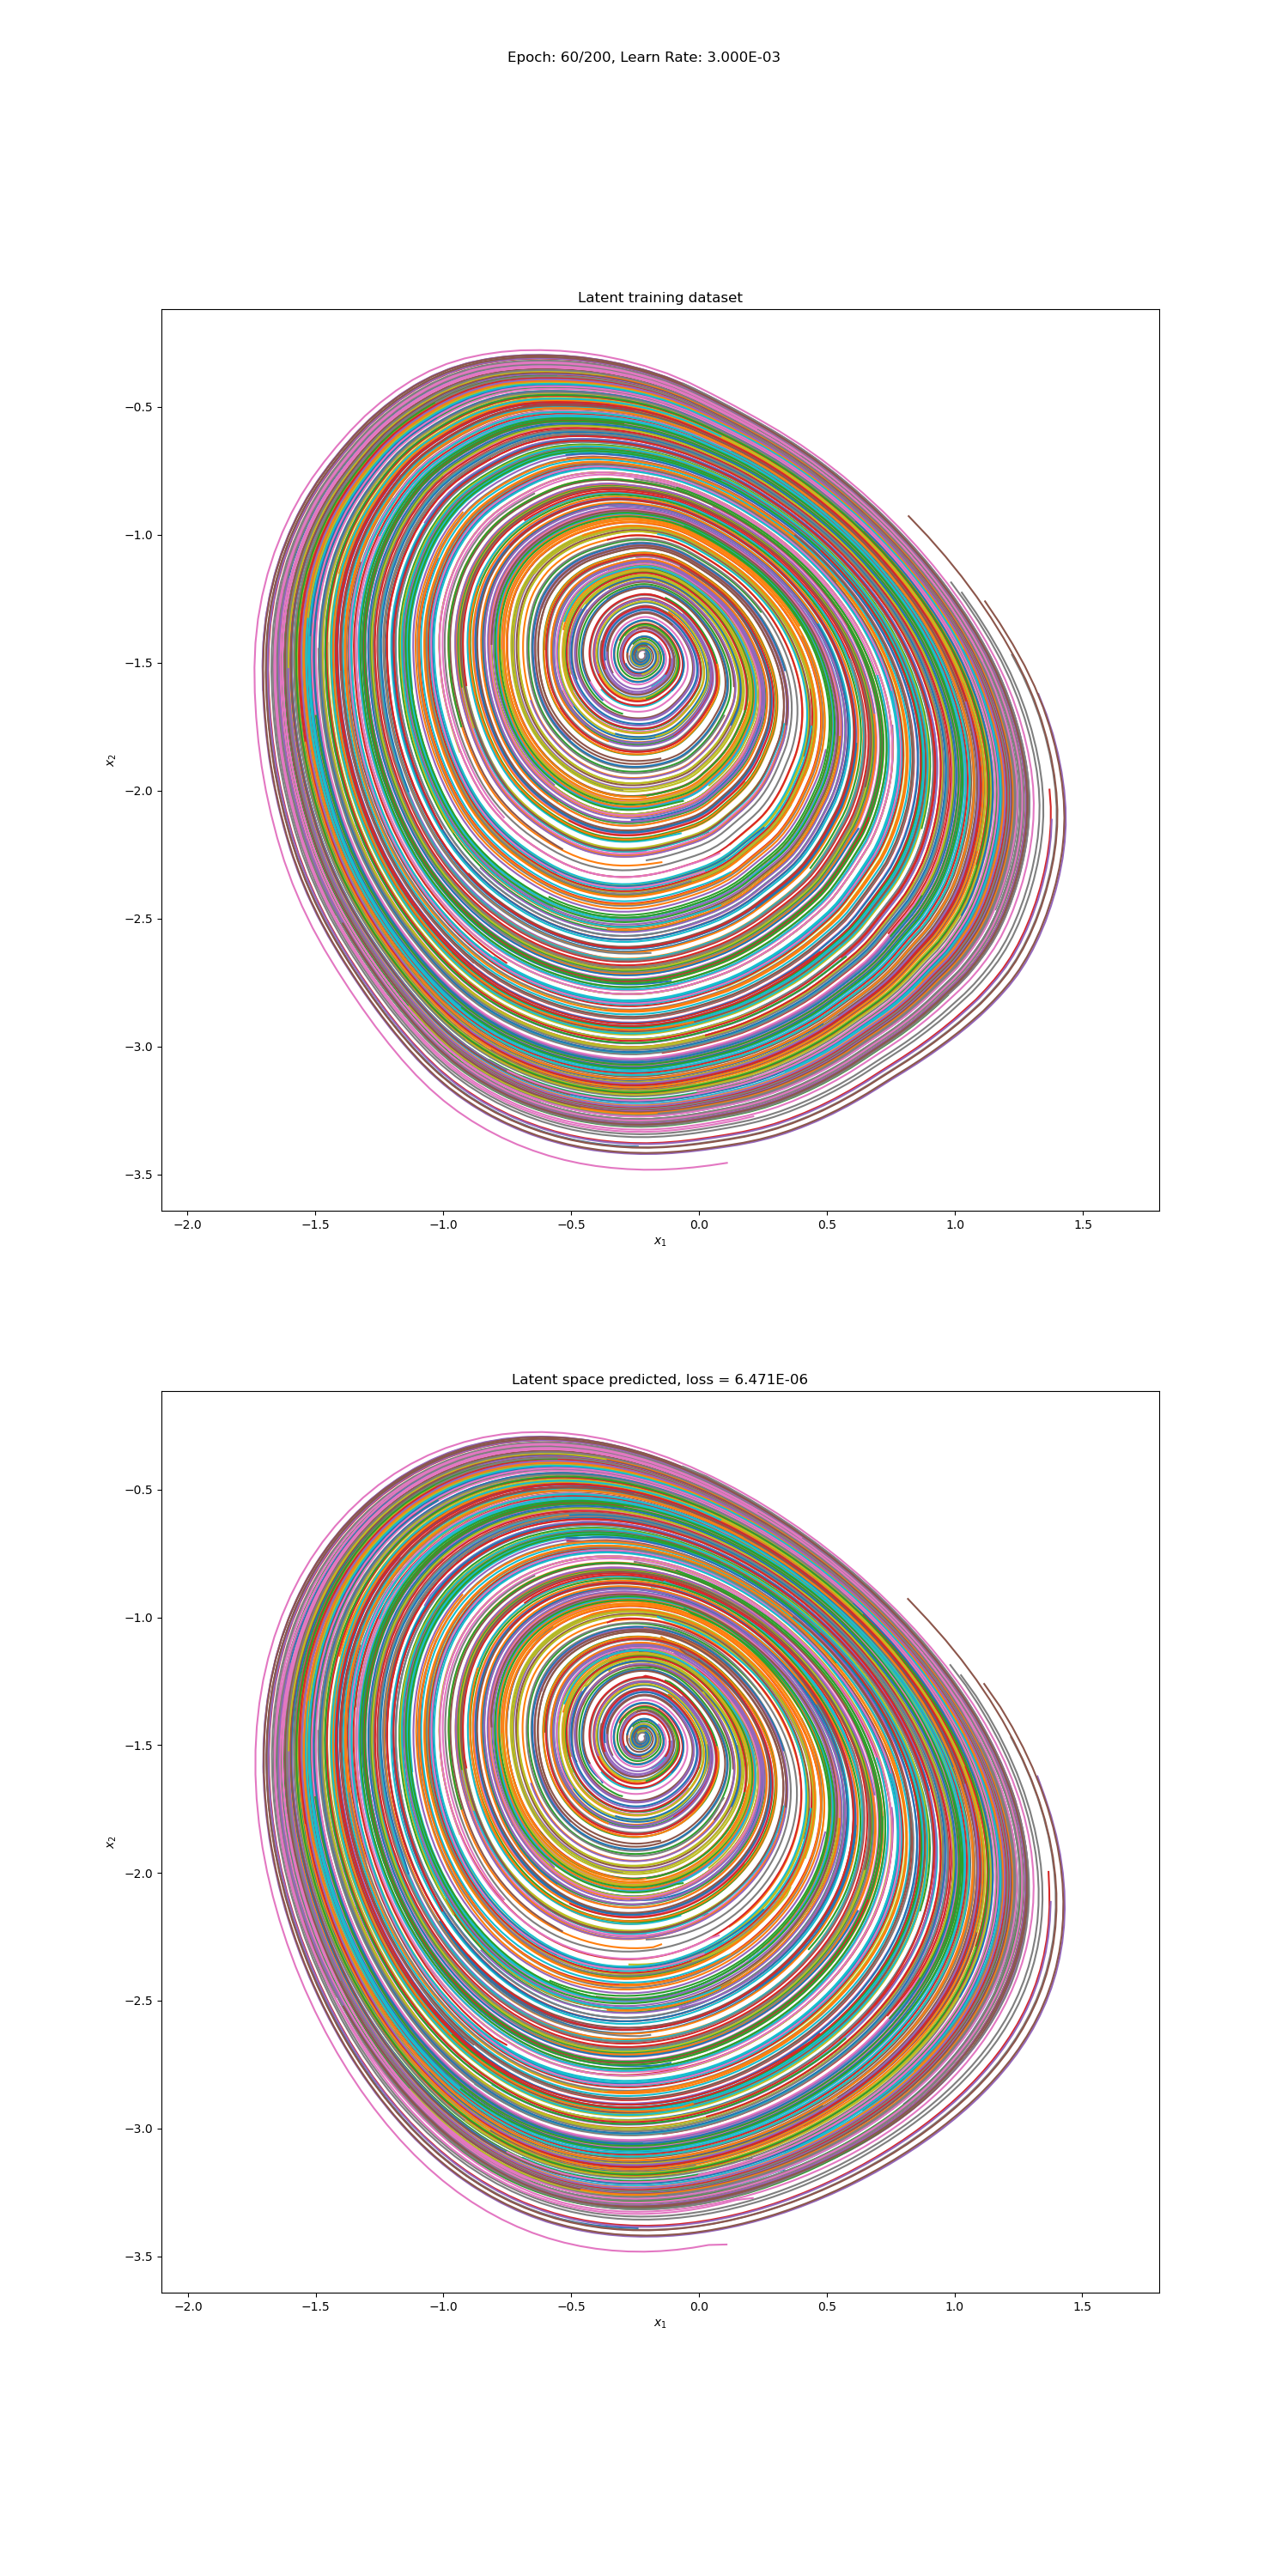 Epoch: 60/200, Learn Rate: 3.000E-03
Latent training dataset
−0.5
−1.0
−1.5
−2.0
−2.5
−3.0
−3.5
x₂
−2.0 −1.5 −1.0 −0.5 0.0 0.5 1.0 1.5
x₁
Latent space predicted, loss = 6.471E-06
−0.5
−1.0
−1.5
−2.0
−2.5
−3.0
−3.5
x₂
−2.0 −1.5 −1.0 −0.5 0.0 0.5 1.0 1.5
x₁